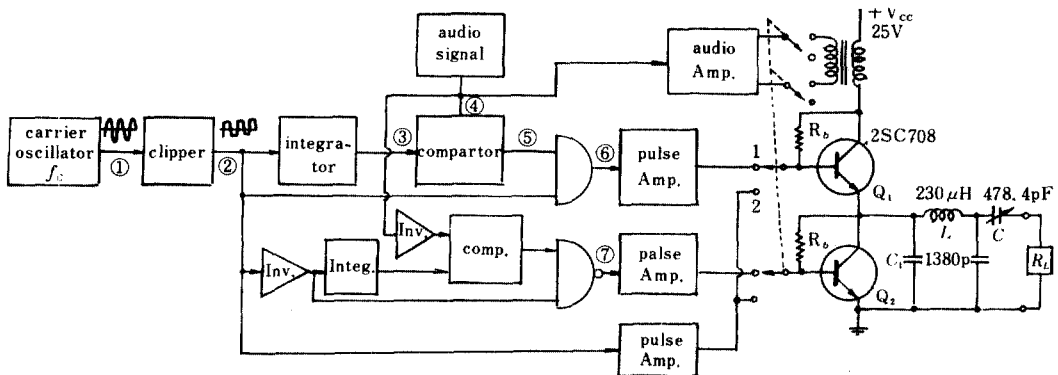 audio
signal
audio
Amp.
+ Vcc
25V
carrier
oscillator
fc
①
clipper
②
integra-
tor
③
④
compartor
⑤
⑥
pulse
Amp.
1
2
Rb
2SC708
Q1
Inv.
Integ.
Inv.
comp.
⑦
palse
Amp.
Rb
Q2
230 μH
L
478.4pF
C
C1
1380p
RL
pulse
Amp.